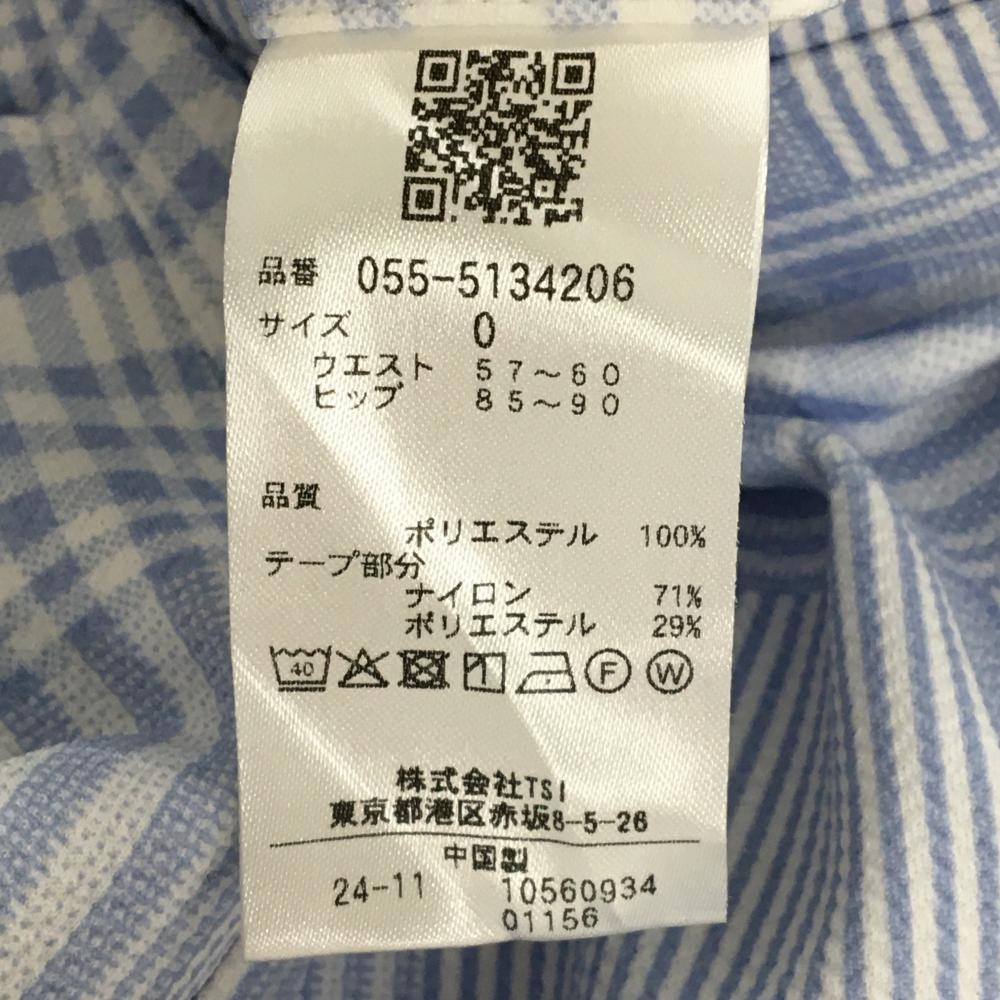 品番 055-5134206
サイズ 0
ウエスト 57～60
ヒップ 85～90
品質
ポリエステル 100%
テープ部分
ナイロン 71%
ポリエステル 29%
40 F W
株式会社TSI
東京都港区赤坂8-5-26
中国製
24-11 10560934
01156